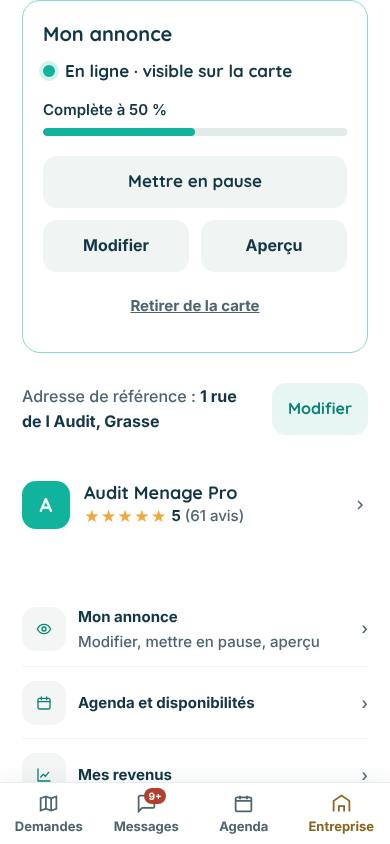 Mon annonce
En ligne · visible sur la carte
Complète à 50 %
Mettre en pause
Modifier
Aperçu
Retirer de la carte
Adresse de référence : 1 rue
de l Audit, Grasse
Modifier
A
Audit Menage Pro
★★★★★ 5 (61 avis)
Mon annonce
Modifier, mettre en pause, aperçu
Agenda et disponibilités
Mes revenus
9+
Demandes
Messages
Agenda
Entreprise